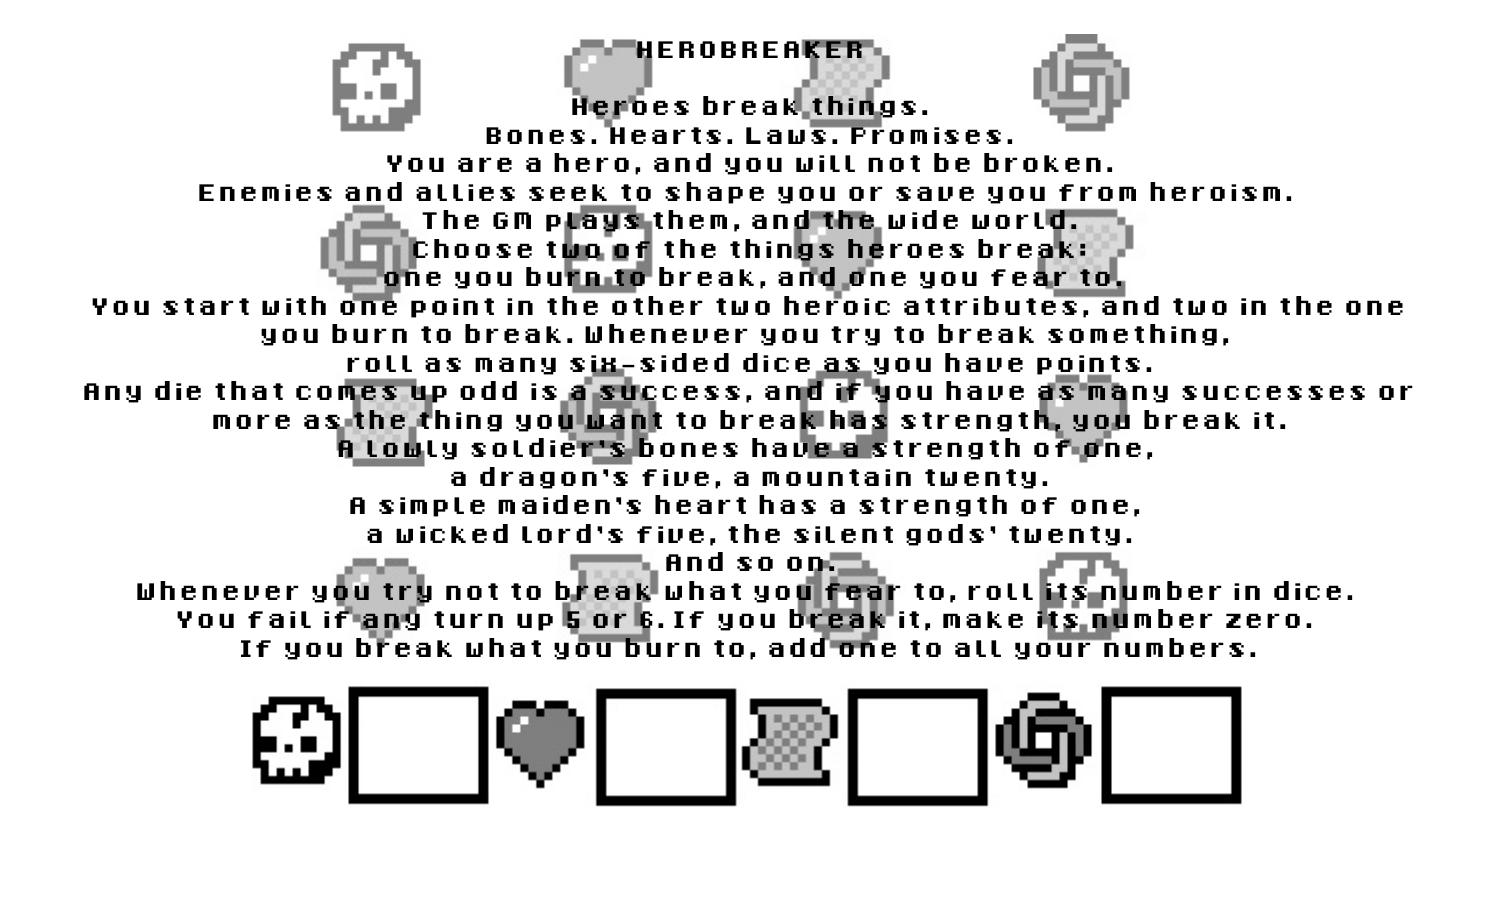 HEROBREAKER
Heroes break things.
Bones. Hearts. Laws. Promises.
You are a hero, and you will not be broken.
Enemies and allies seek to shape you or save you from heroism.
The GM plays them, and the wide world.
Choose two of the things heroes break:
one you burn to break, and one you fear to.
You start with one point in the other two heroic attributes, and two in the one
you burn to break. Whenever you try to break something,
roll as many six-sided dice as you have points.
Any die that comes up odd is a success, and if you have as many successes or
more as the thing you want to break has strength, you break it.
A lowly soldier's bones have a strength of one,
a dragon's five, a mountain twenty.
A simple maiden's heart has a strength of one,
a wicked lord's five, the silent gods' twenty.
And so on.
Whenever you try not to break what you fear to, roll its number in dice.
You fail if any turn up 5 or 6. If you break it, make its number zero.
If you break what you burn to, add one to all your numbers.